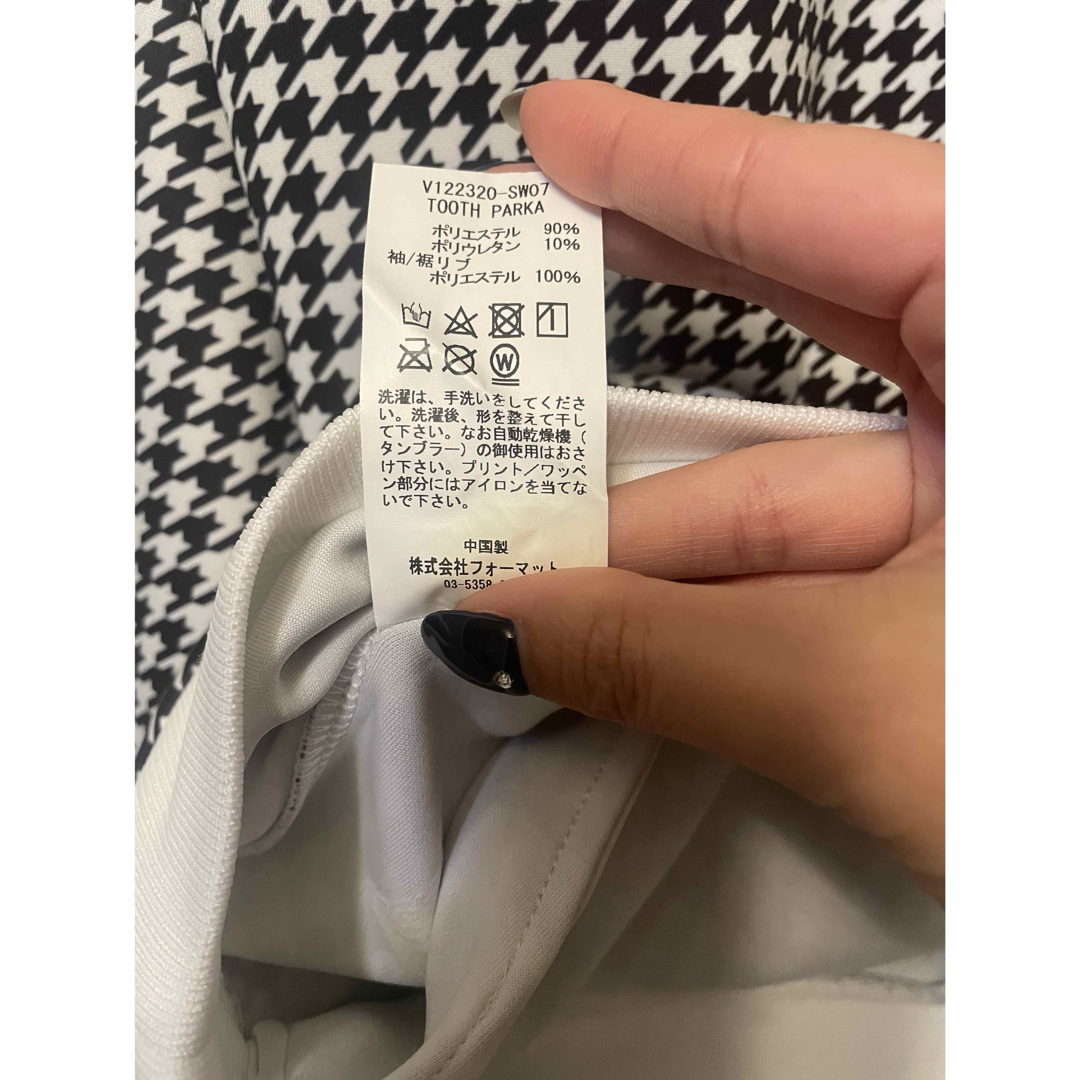 V122320-SW07
TOOTH PARKA
ポリエステル 90%
ポリウレタン 10%
袖/裾リブ
ポリエステル 100%
W
洗濯は、手洗いをしてくださ
い。洗濯後、形を整えて干し
て下さい。なお自動乾燥機（
タンブラー）の御使用はおさ
け下さい。プリント／ワッペ
ン部分にはアイロンを当てな
いで下さい。
中国製
株式会社フォーマット
03-5358-